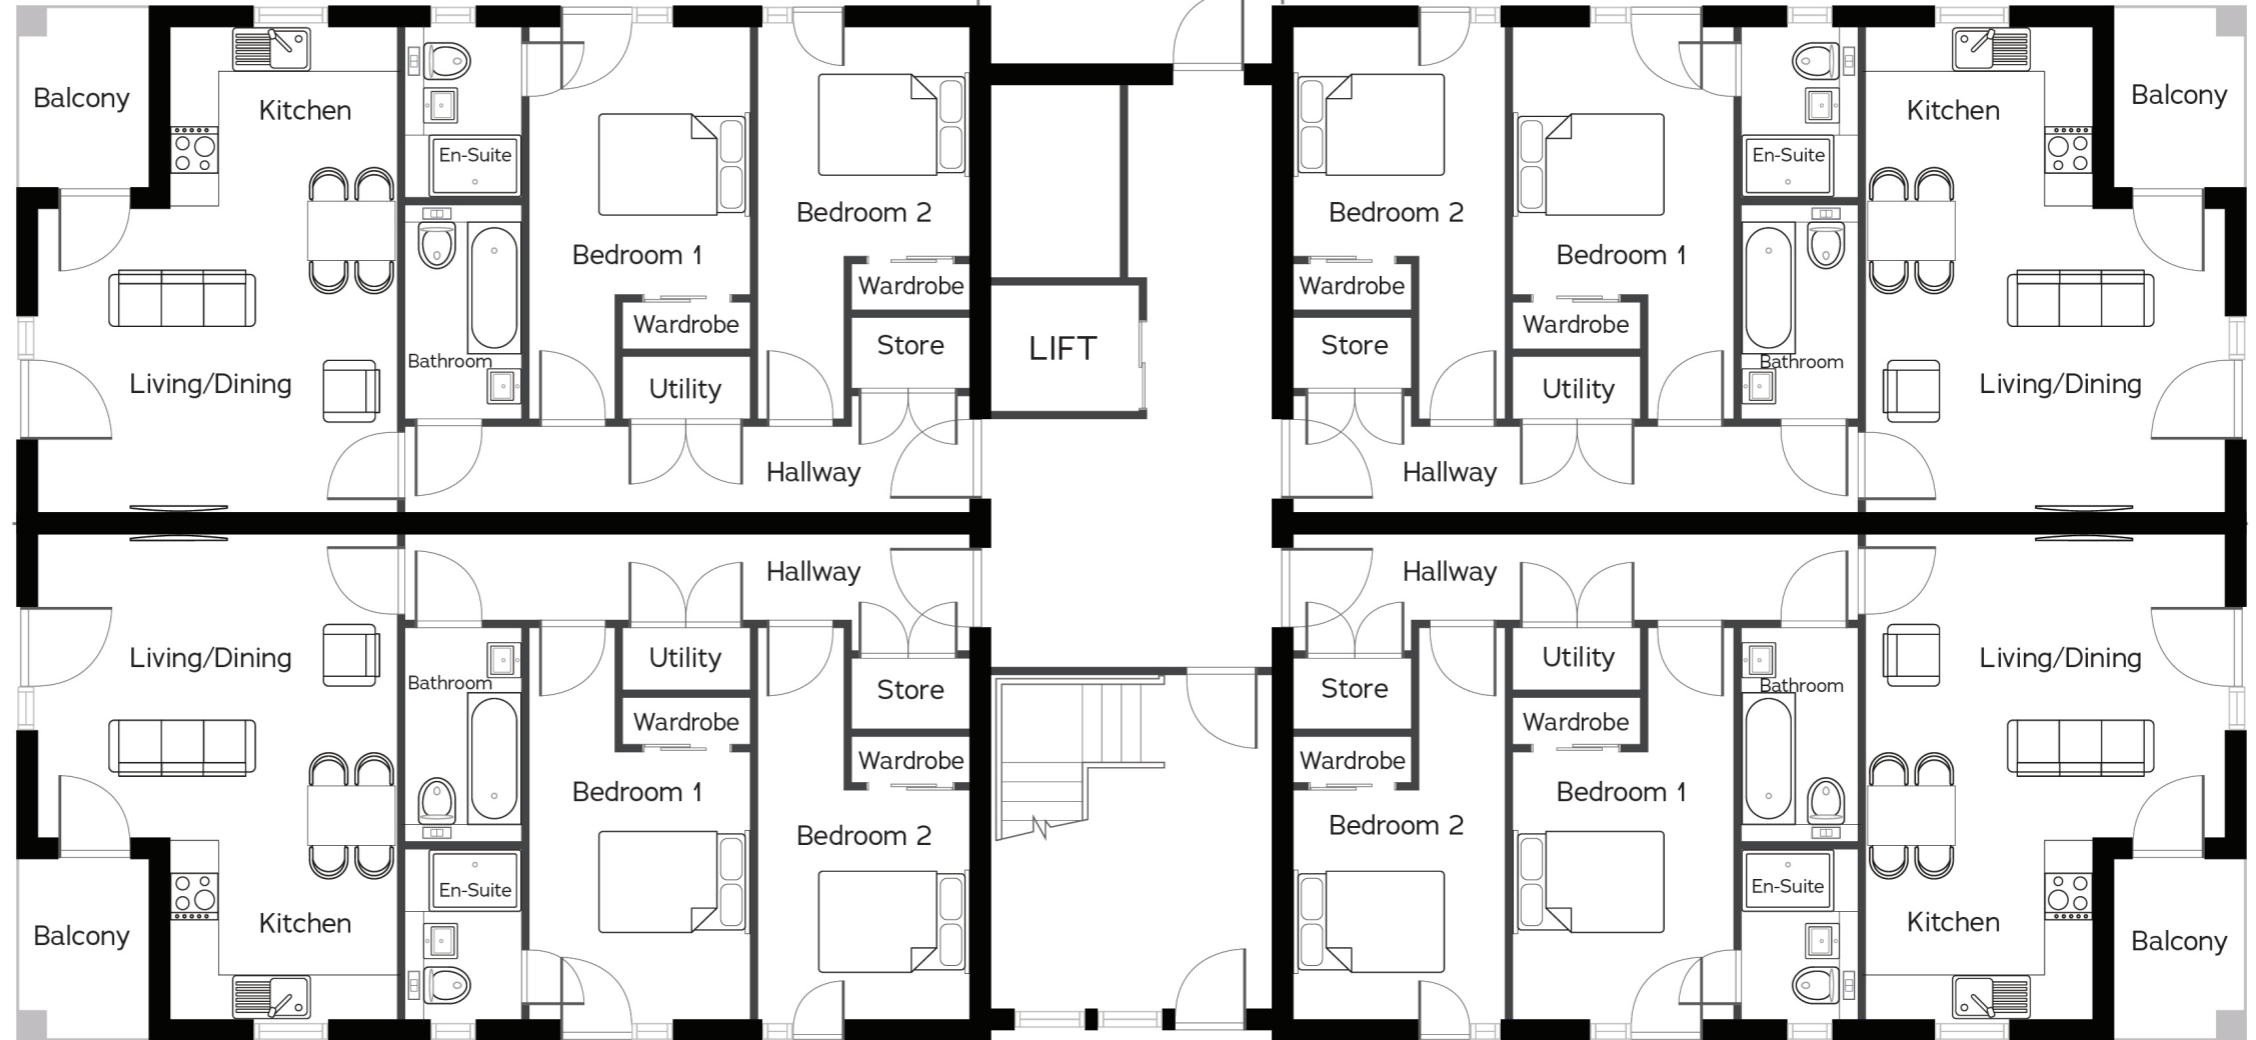 Balcony
Kitchen
En-Suite
Bedroom 1
Bedroom 2
Wardrobe
Wardrobe
Store
Bathroom
Living/Dining
Utility
Hallway
LIFT
Bedroom 2
Bedroom 1
En-Suite
Kitchen
Balcony
Wardrobe
Wardrobe
Store
Utility
Bathroom
Living/Dining
Hallway
Hallway
Living/Dining
Bathroom
Utility
Store
Wardrobe
Wardrobe
Bedroom 1
Bedroom 2
En-Suite
Kitchen
Balcony
Hallway
Store
Utility
Bathroom
Living/Dining
Wardrobe
Wardrobe
Bedroom 2
Bedroom 1
En-Suite
Kitchen
Balcony